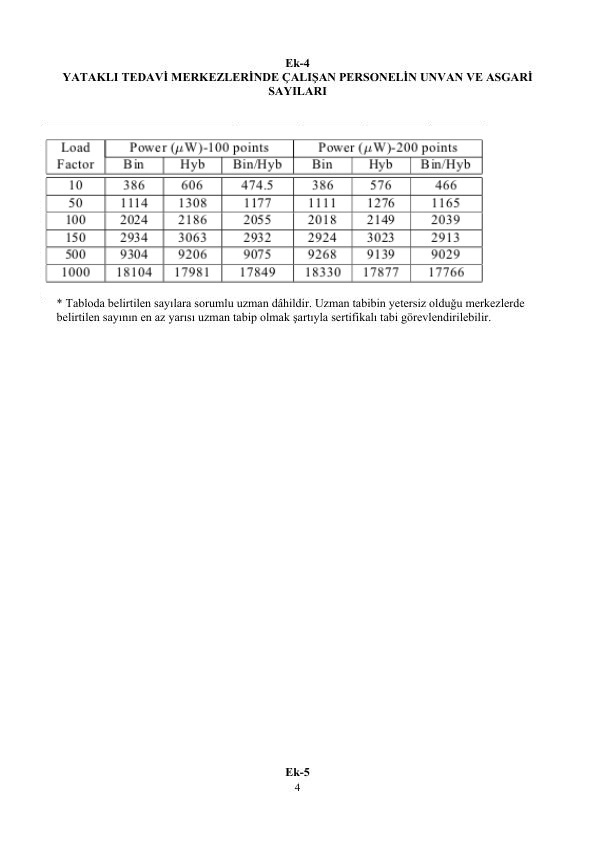 Ek-4
YATAKLI TEDAVİ MERKEZLERİNDE ÇALIŞAN PERSONELİN UNVAN VE ASGARİ
SAYILARI
Load Factor Power (μW)-100 points Power (μW)-200 points
Bin Hyb Bin/Hyb Bin Hyb Bin/Hyb
10 386 606 474.5 386 576 466
50 1114 1308 1177 1111 1276 1165
100 2024 2186 2055 2018 2149 2039
150 2934 3063 2932 2924 3023 2913
500 9304 9206 9075 9268 9139 9029
1000 18104 17981 17849 18330 17877 17766
* Tabloda belirtilen sayılara sorumlu uzman dâhildir. Uzman tabibin yetersiz olduğu merkezlerde
belirtilen sayının en az yarısı uzman tabip olmak şartıyla sertifikalı tabi görevlendirilebilir.
Ek-5
4